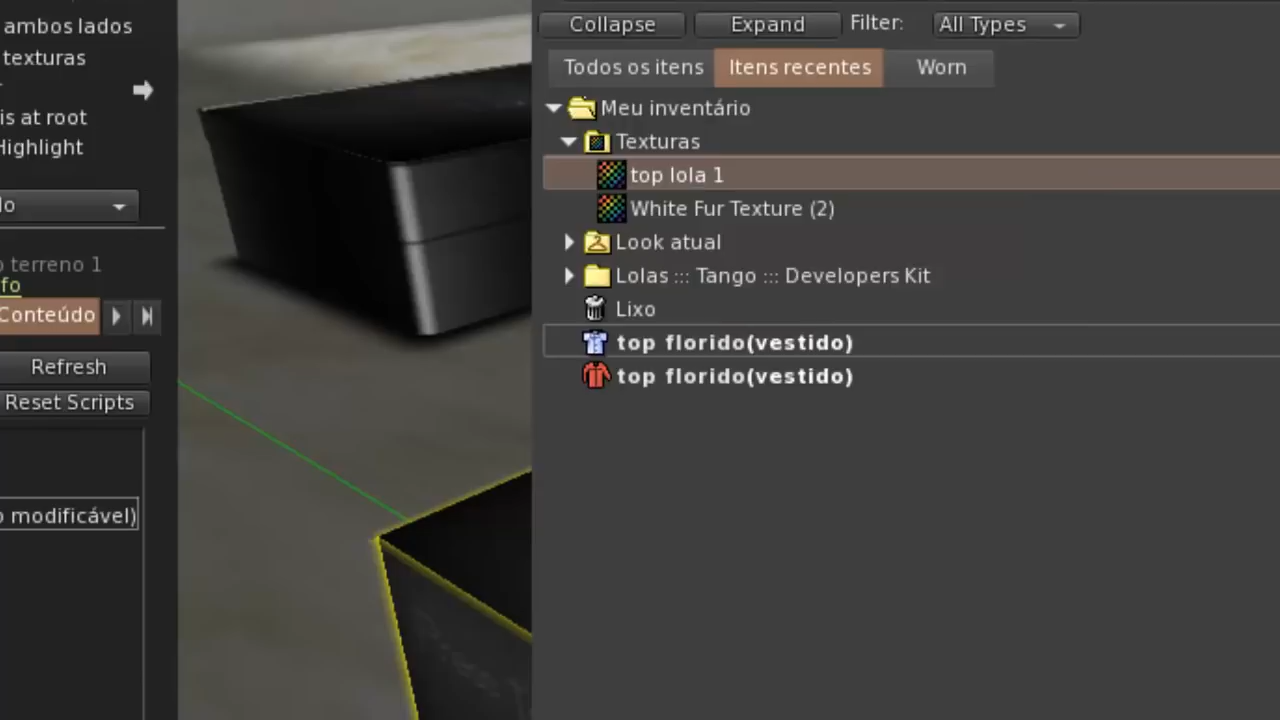 ambos lados
texturas
is at root
Highlight
lo
o terreno 1
fo
Conteúdo
Refresh
Reset Scripts
o modificável)
Collapse
Expand
Filter:
All Types
Todos os itens
Itens recentes
Worn
Meu inventário
Texturas
top lola 1
White Fur Texture (2)
Look atual
Lolas ::: Tango ::: Developers Kit
Lixo
top florido(vestido)
top florido(vestido)